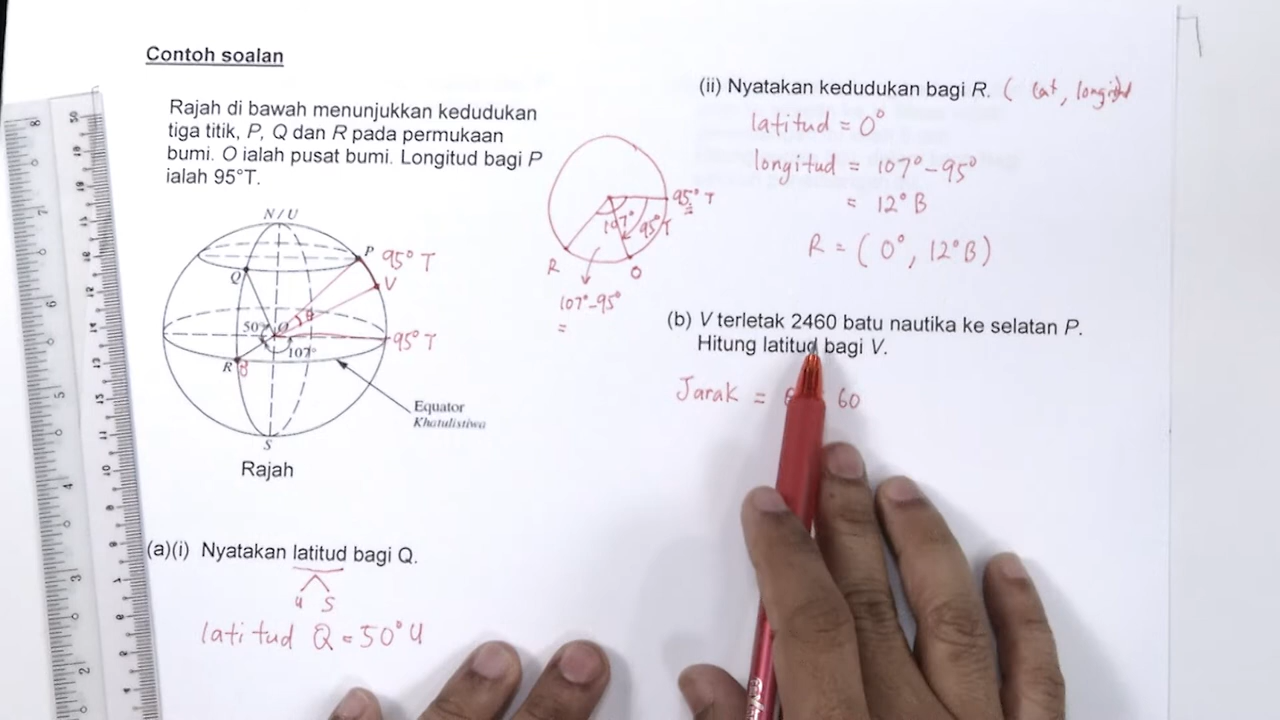 Contoh soalan
Rajah di bawah menunjukkan kedudukan
tiga titik, P, Q dan R pada permukaan
bumi. O ialah pusat bumi. Longitud bagi P
ialah 95°T.
N / U
P 95° T
Q
V
50°
O
θ
95° T
107°
R
Equator
Khatulistiwa
S
Rajah
(a)(i) Nyatakan latitud bagi Q.
u S
latitud Q = 50° U
95° T
107°
95° T
R
O
107°-95°
=
(ii) Nyatakan kedudukan bagi R. ( lat, longitud
latitud = 0°
longitud = 107° - 95°
= 12° B
R = ( 0° , 12° B )
(b) V terletak 2460 batu nautika ke selatan P.
Hitung latitud bagi V.
Jarak = 60